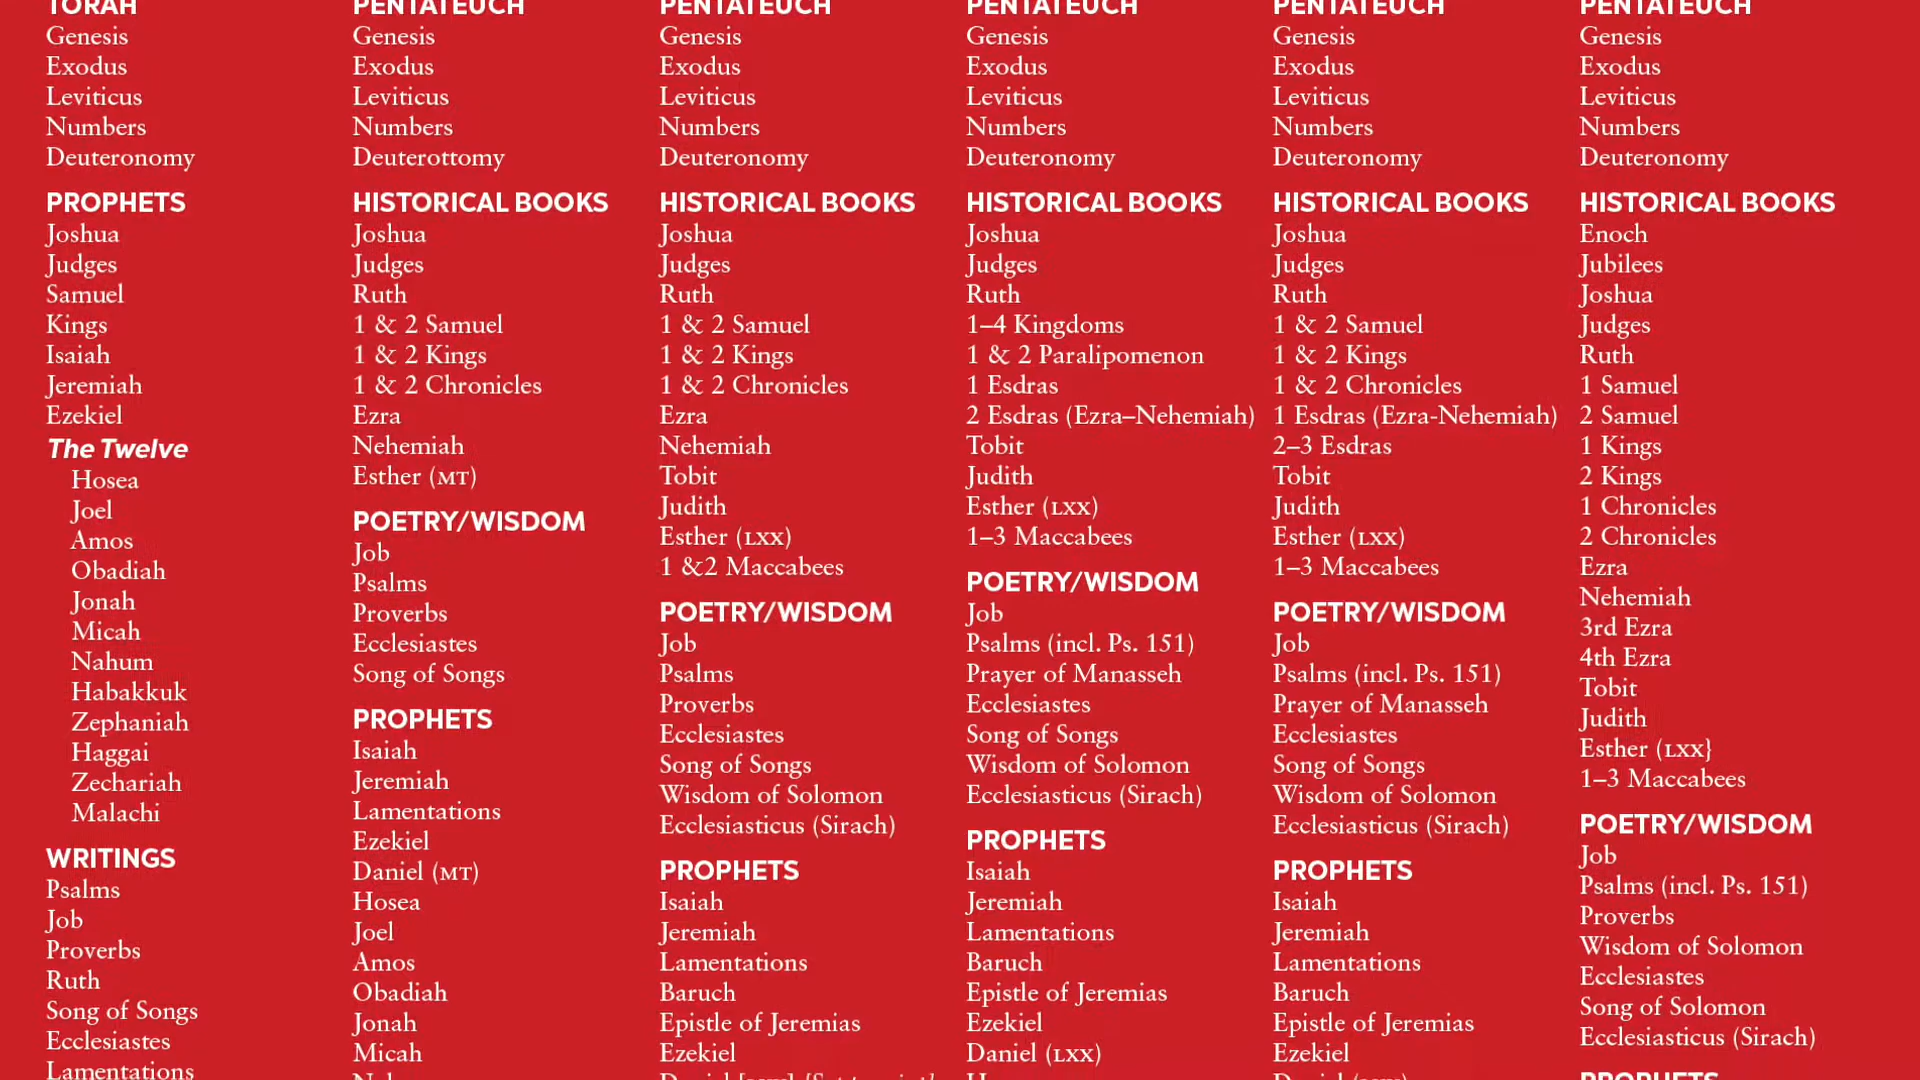 TORAH
Genesis
Exodus
Leviticus
Numbers
Deuteronomy
PROPHETS
Joshua
Judges
Samuel
Kings
Isaiah
Jeremiah
Ezekiel
The Twelve
Hosea
Joel
Amos
Obadiah
Jonah
Micah
Nahum
Habakkuk
Zephaniah
Haggai
Zechariah
Malachi
WRITINGS
Psalms
Job
Proverbs
Ruth
Song of Songs
Ecclesiastes
Lamentations
PENTATEUCH
Genesis
Exodus
Leviticus
Numbers
Deuterottomy
HISTORICAL BOOKS
Joshua
Judges
Ruth
1 & 2 Samuel
1 & 2 Kings
1 & 2 Chronicles
Ezra
Nehemiah
Esther (MT)
POETRY/WISDOM
Job
Psalms
Proverbs
Ecclesiastes
Song of Songs
PROPHETS
Isaiah
Jeremiah
Lamentations
Ezekiel
Daniel (MT)
Hosea
Joel
Amos
Obadiah
Jonah
Micah
PENTATEUCH
Genesis
Exodus
Leviticus
Numbers
Deuteronomy
HISTORICAL BOOKS
Joshua
Judges
Ruth
1 & 2 Samuel
1 & 2 Kings
1 & 2 Chronicles
Ezra
Nehemiah
Tobit
Judith
Esther (LXX)
1 &2 Maccabees
POETRY/WISDOM
Job
Psalms
Proverbs
Ecclesiastes
Song of Songs
Wisdom of Solomon
Ecclesiasticus (Sirach)
PROPHETS
Isaiah
Jeremiah
Lamentations
Baruch
Epistle of Jeremias
Ezekiel
PENTATEUCH
Genesis
Exodus
Leviticus
Numbers
Deuteronomy
HISTORICAL BOOKS
Joshua
Judges
Ruth
1–4 Kingdoms
1 & 2 Paralipomenon
1 Esdras
2 Esdras (Ezra–Nehemiah)
Tobit
Judith
Esther (LXX)
1–3 Maccabees
POETRY/WISDOM
Job
Psalms (incl. Ps. 151)
Prayer of Manasseh
Ecclesiastes
Song of Songs
Wisdom of Solomon
Ecclesiasticus (Sirach)
PROPHETS
Isaiah
Jeremiah
Lamentations
Baruch
Epistle of Jeremias
Ezekiel
Daniel (LXX)
PENTATEUCH
Genesis
Exodus
Leviticus
Numbers
Deuteronomy
HISTORICAL BOOKS
Joshua
Judges
Ruth
1 & 2 Samuel
1 & 2 Kings
1 & 2 Chronicles
1 Esdras (Ezra-Nehemiah)
2–3 Esdras
Tobit
Judith
Esther (LXX)
1–3 Maccabees
POETRY/WISDOM
Job
Psalms (incl. Ps. 151)
Prayer of Manasseh
Ecclesiastes
Song of Songs
Wisdom of Solomon
Ecclesiasticus (Sirach)
PROPHETS
Isaiah
Jeremiah
Lamentations
Baruch
Epistle of Jeremias
Ezekiel
PENTATEUCH
Genesis
Exodus
Leviticus
Numbers
Deuteronomy
HISTORICAL BOOKS
Enoch
Jubilees
Joshua
Judges
Ruth
1 Samuel
2 Samuel
1 Kings
2 Kings
1 Chronicles
2 Chronicles
Ezra
Nehemiah
3rd Ezra
4th Ezra
Tobit
Judith
Esther (LXX}
1–3 Maccabees
POETRY/WISDOM
Job
Psalms (incl. Ps. 151)
Proverbs
Wisdom of Solomon
Ecclesiastes
Song of Solomon
Ecclesiasticus (Sirach)
PROPHETS